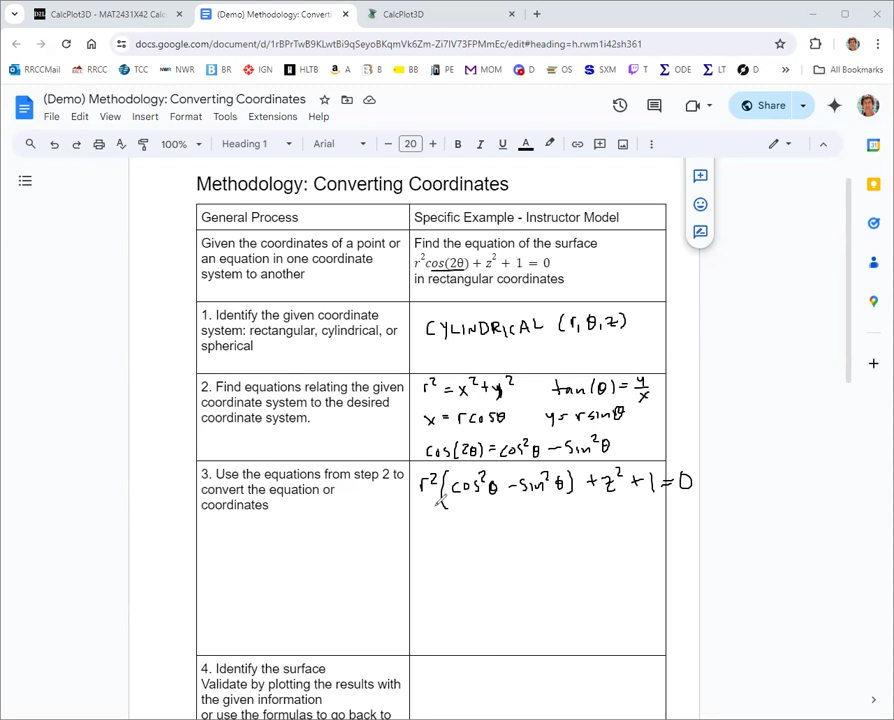 CalcPlot3D - MAT2431X42 Calc
(Demo) Methodology: Converti
CalcPlot3D
docs.google.com/document/d/1rBPrTwB9KLwtBi9qSeyoBKqmVk6Zm-Zi7IV73FPMmEc/edit#heading=h.rwm1i42sh361
RRCCMail RRCC TCC NWR BR IGN HLTB A B BB PE MOM D OS SXM T ODE LT D All Bookmarks
(Demo) Methodology: Converting Coordinates
Share
File Edit View Insert Format Tools Extensions Help
100% Heading 1 Arial 20 B I U A
Methodology: Converting Coordinates
General Process
Specific Example - Instructor Model
Given the coordinates of a point or
an equation in one coordinate
system to another
Find the equation of the surface
r²cos(2θ) + z² + 1 = 0
in rectangular coordinates
1. Identify the given coordinate
system: rectangular, cylindrical, or
spherical
CYLINDRICAL (r, θ, z)
2. Find equations relating the given
coordinate system to the desired
coordinate system.
r² = x² + y² tan(θ) = y/x
x = r cosθ y = r sinθ
cos(2θ) = cos²θ - sin²θ
3. Use the equations from step 2 to
convert the equation or
coordinates
r²(cos²θ - sin²θ) + z² + 1 = 0
4. Identify the surface
Validate by plotting the results with
the given information
or use the formulas to go back to